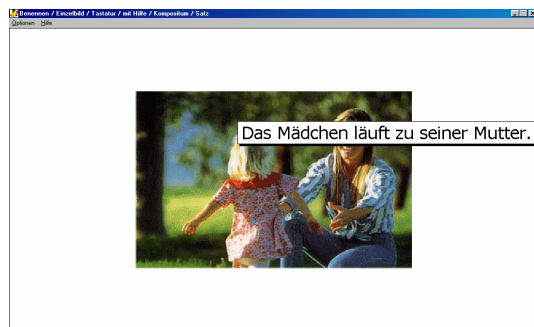 Benennen / Einzelbild / Tastatur / mit Hilfe / Kompositum / Satz
Optionen Hilfe
Das Mädchen läuft zu seiner Mutter.